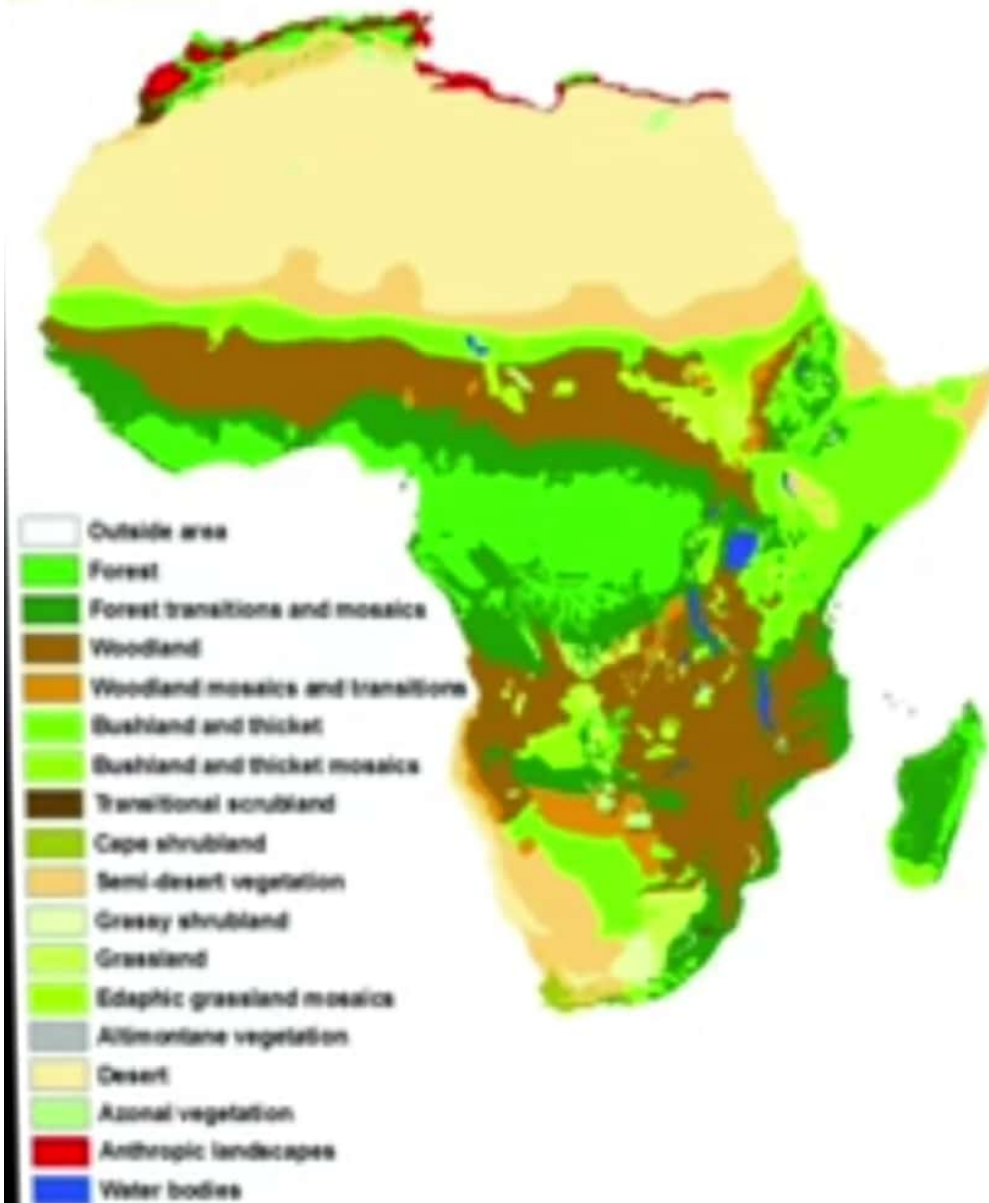 Outside area
Forest
Forest transitions and mosaics
Woodland
Woodland mosaics and transitions
Bushland and thicket
Bushland and thicket mosaics
Transitional scrubland
Cape shrubland
Semi-desert vegetation
Grassy shrubland
Grassland
Edaphic grassland mosaics
Altimontane vegetation
Desert
Azonal vegetation
Anthropic landscapes
Water bodies